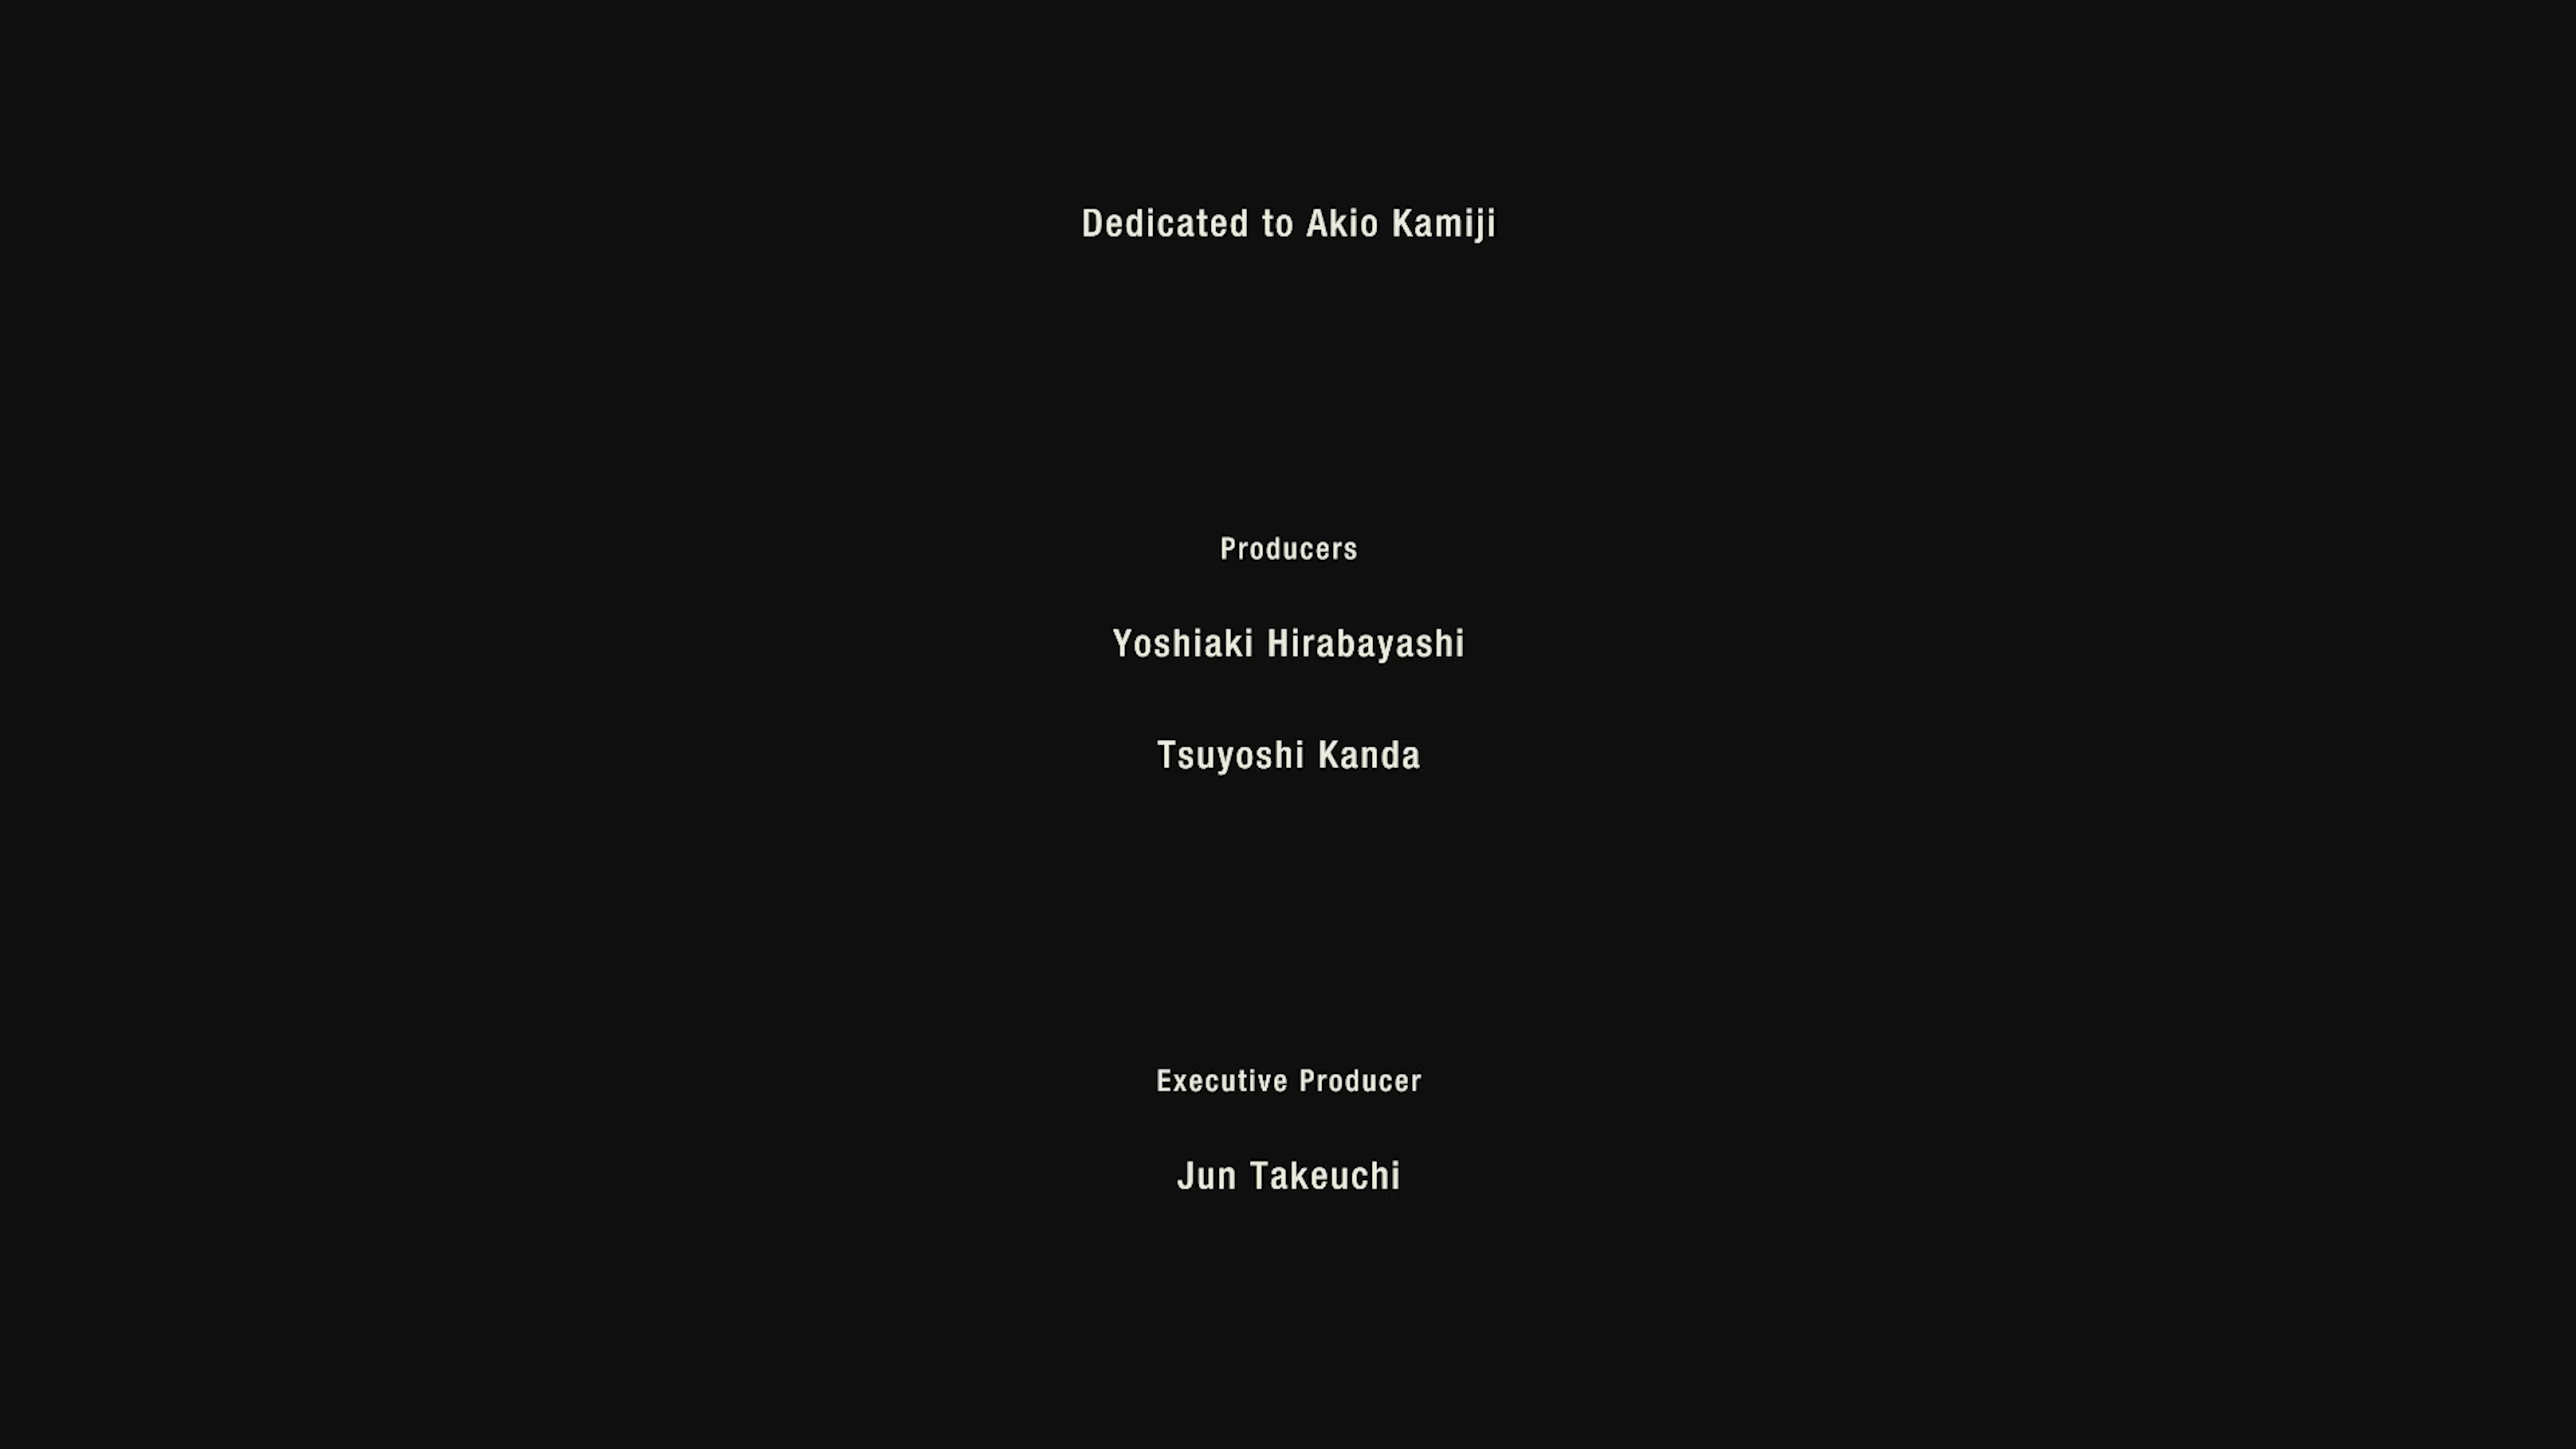 Dedicated to Akio Kamiji
Producers
Yoshiaki Hirabayashi
Tsuyoshi Kanda
Executive Producer
Jun Takeuchi